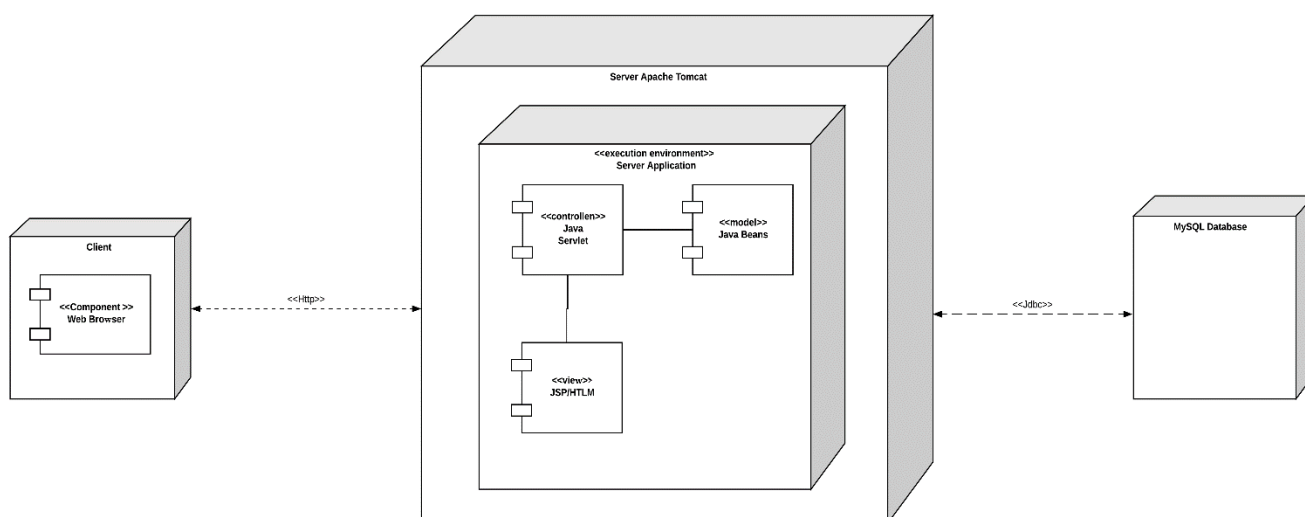 Server Apache Tomcat
<<execution environment>>
Server Application
<<controllen>>
Java
Servlet
<<model>>
Java Beans
<<view>>
JSP/HTLM
Client
<<Component >>
Web Browser
<<Http>>
<<Jdbc>>
MySQL Database